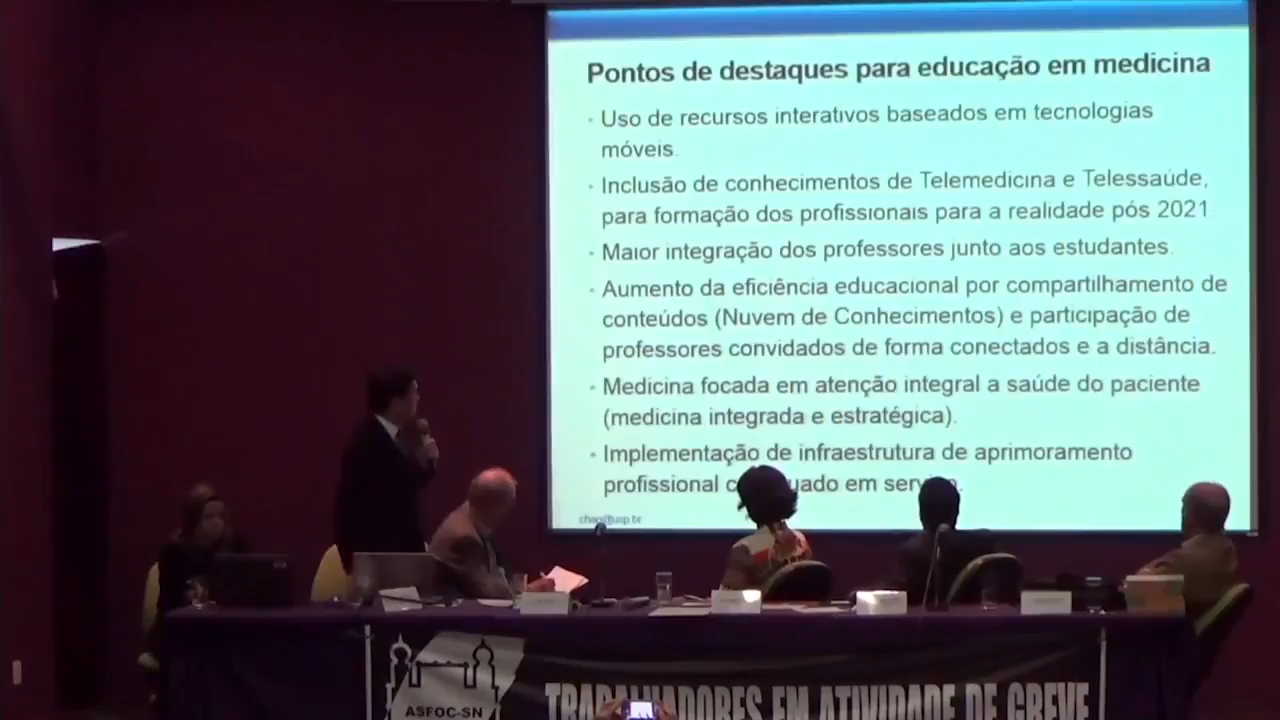 Pontos de destaques para educação em medicina
• Uso de recursos interativos baseados em tecnologias
móveis.
• Inclusão de conhecimentos de Telemedicina e Telessaúde,
para formação dos profissionais para a realidade pós 2021.
• Maior integração dos professores junto aos estudantes.
• Aumento da eficiência educacional por compartilhamento de
conteúdos (Nuvem de Conhecimentos) e participação de
professores convidados de forma conectados e a distância.
• Medicina focada em atenção integral a saúde do paciente
(medicina integrada e estratégica).
• Implementação de infraestrutura de aprimoramento
profissional em
chao@usp.br
ASFOC-SN
TRABALHADORES EM ATIVIDADE DE GREVE